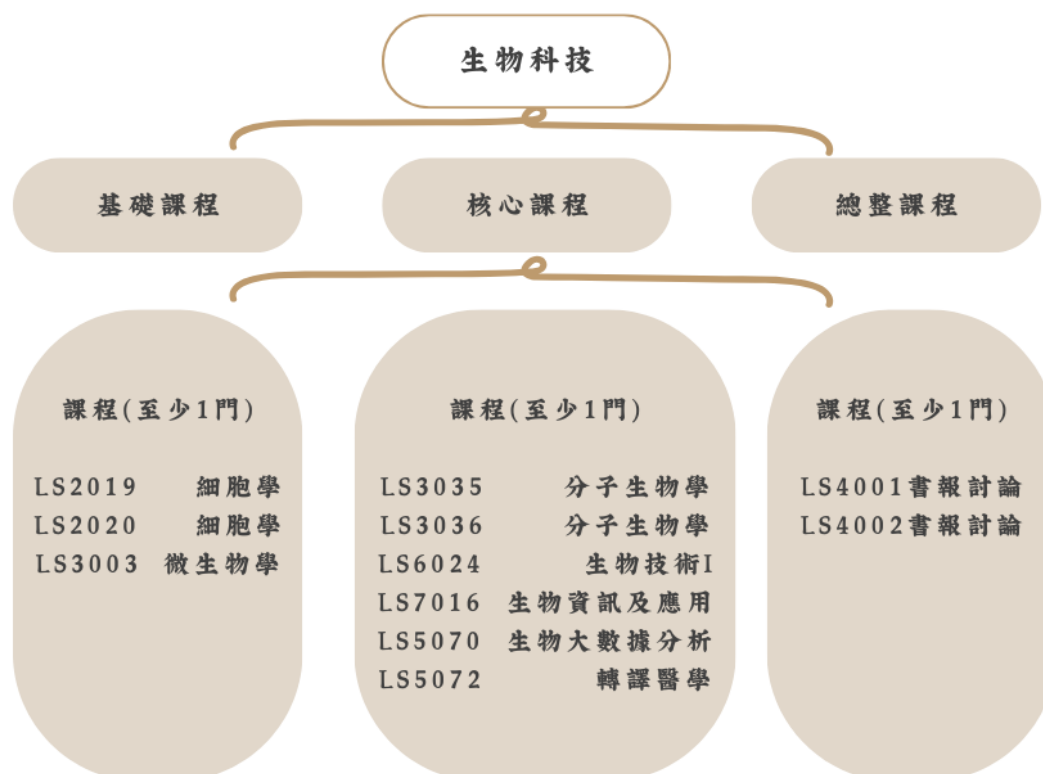 生物科技
基礎課程
核心課程
總整課程
課程(至少1門)
LS2019 細胞學
LS2020 細胞學
LS3003 微生物學
課程(至少1門)
LS3035 分子生物學
LS3036 分子生物學
LS6024 生物技術I
LS7016 生物資訊及應用
LS5070 生物大數據分析
LS5072 轉譯醫學
課程(至少1門)
LS4001書報討論
LS4002書報討論